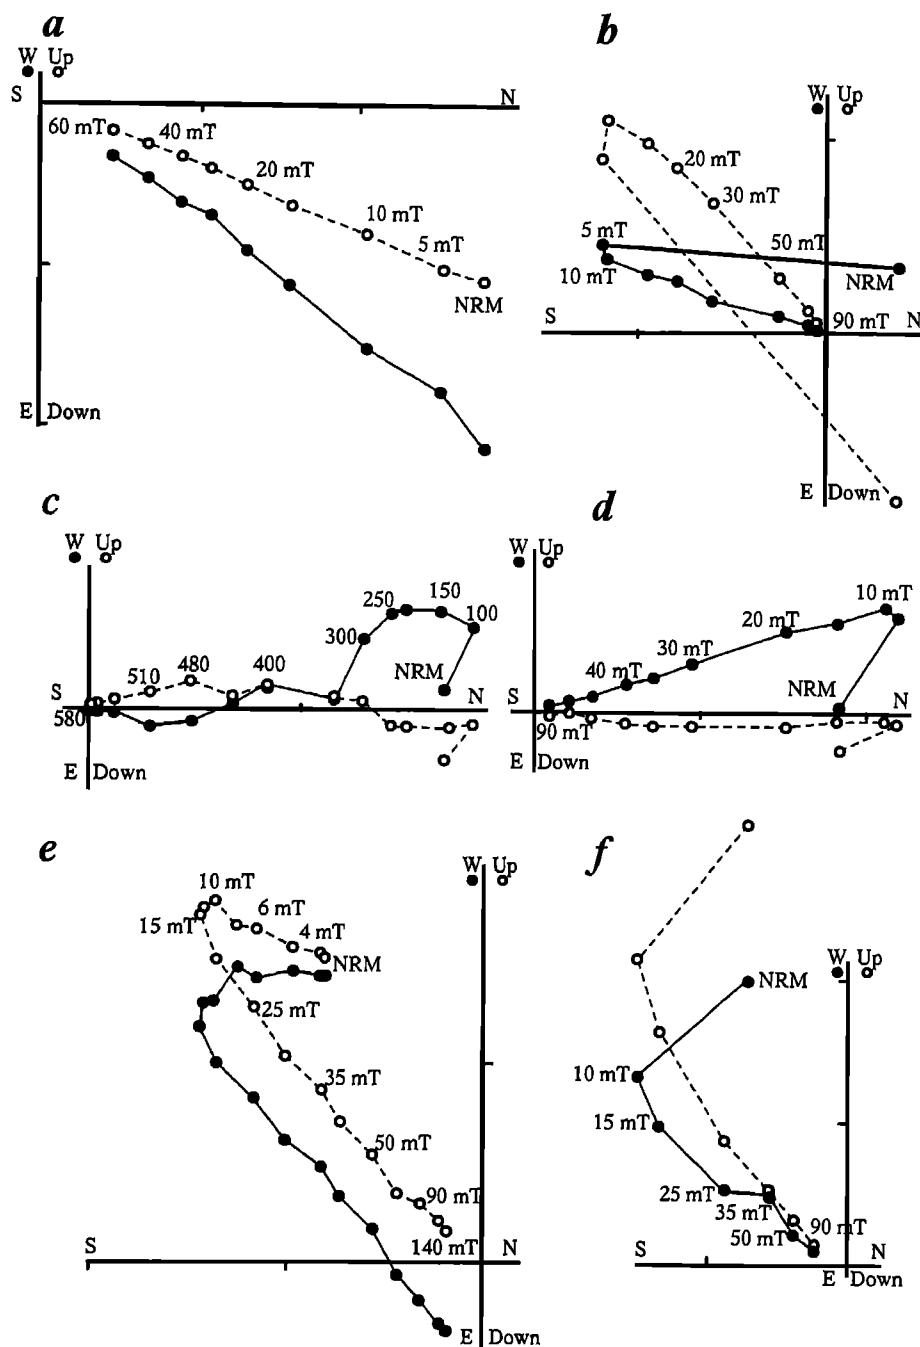 a
W Up
S N
60 mT 40 mT
20 mT
10 mT
5 mT
NRM
E Down
b
W Up
20 mT
30 mT
5 mT 50 mT
10 mT NRM
S 90 mT N
E Down
c
W Up
250 150
100
300
510 480 400
NRM
S N
580
E Down
d
W Up
10 mT
20 mT
30 mT
40 mT
NRM
S N
90 mT
E Down
e
W Up
10 mT
6 mT
15 mT 4 mT
NRM
25 mT
35 mT
50 mT
90 mT
140 mT
S N
E Down
f
W Up
NRM
10 mT
15 mT
25 mT
35 mT
50 mT 90 mT
S N
E Down